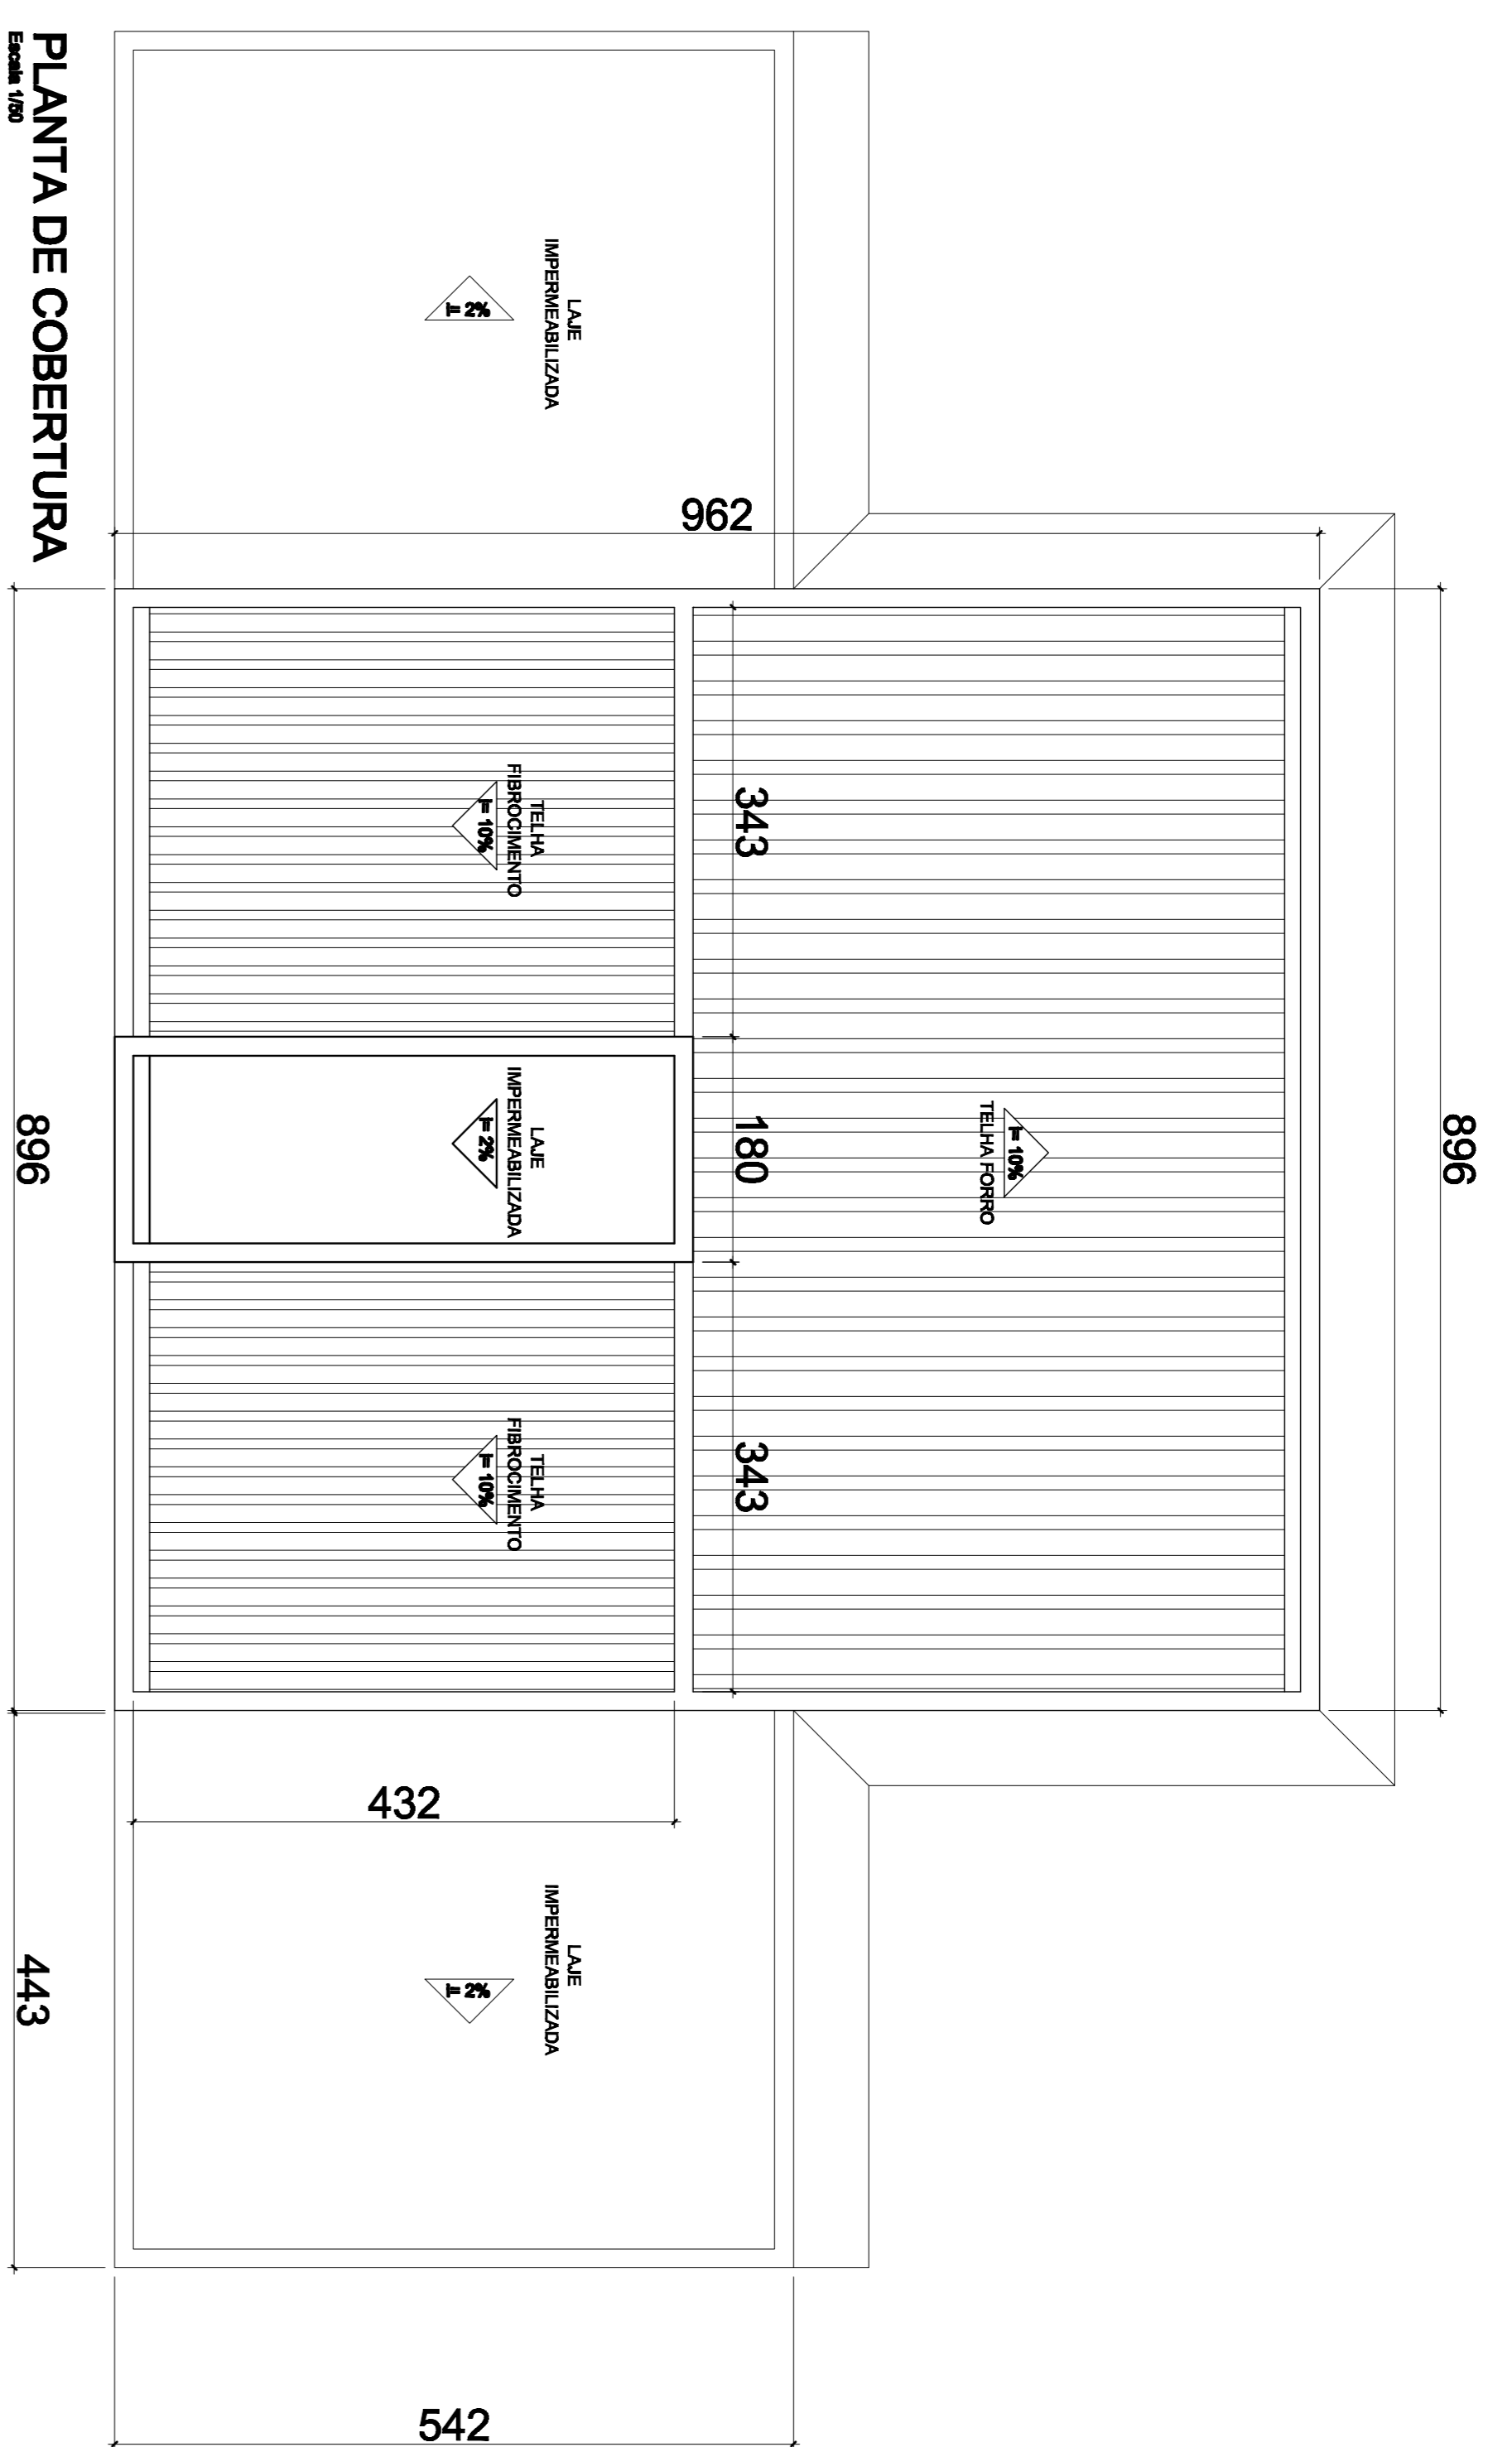 896
962
LAJE
IMPERMEABILIZADA
i= 2%
343
180
343
i= 10%
TELHA FORRO
TELHA
FIBROCIMENTO
i= 10%
LAJE
IMPERMEABILIZADA
i= 2%
TELHA
FIBROCIMENTO
i= 10%
432
LAJE
IMPERMEABILIZADA
i= 2%
542
896
443
PLANTA DE COBERTURA
Escala 1/50